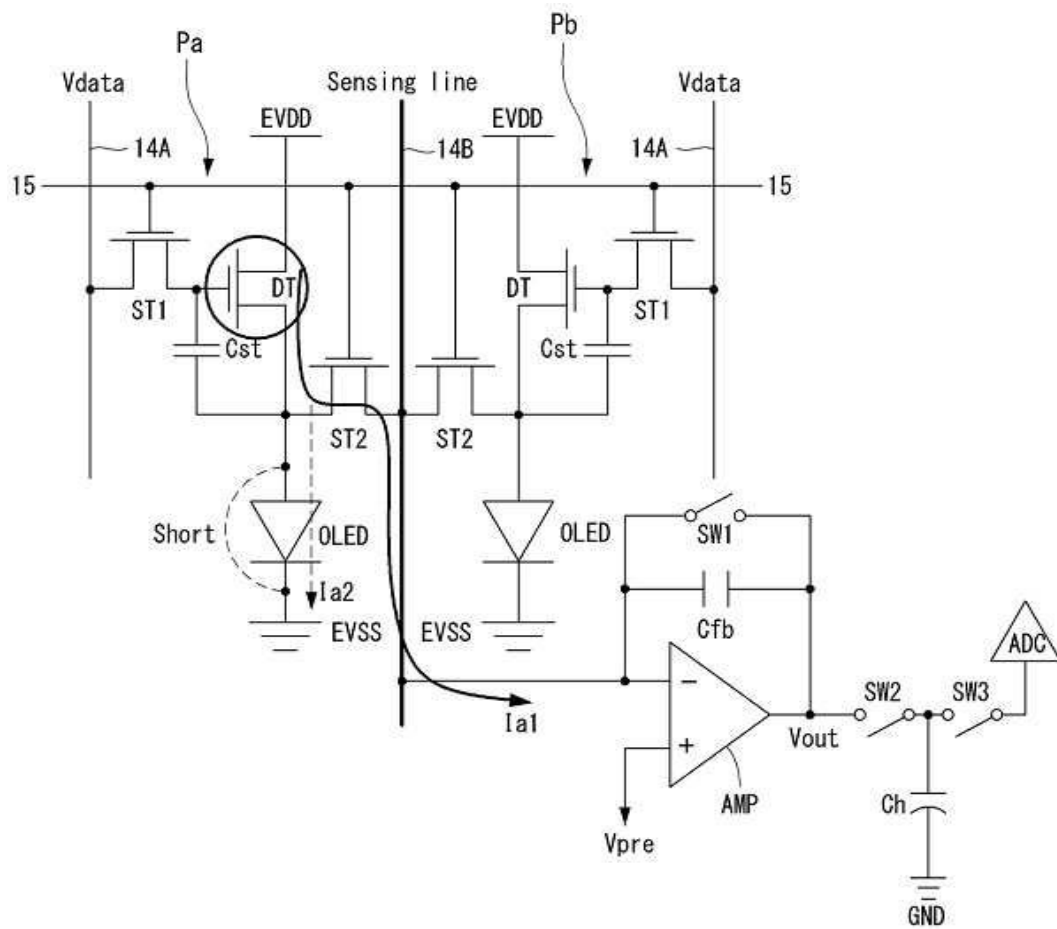 Pa
Pb
Vdata
Sensing line
Vdata
EVDD
EVDD
14A
14B
14A
15
15
DT
DT
ST1
ST1
Cst
Cst
ST2
ST2
Short
OLED
OLED
SW1
Ia2
Cfb
EVSS
EVSS
ADC
−
SW2
SW3
Ia1
+
Vout
AMP
Ch
Vpre
GND